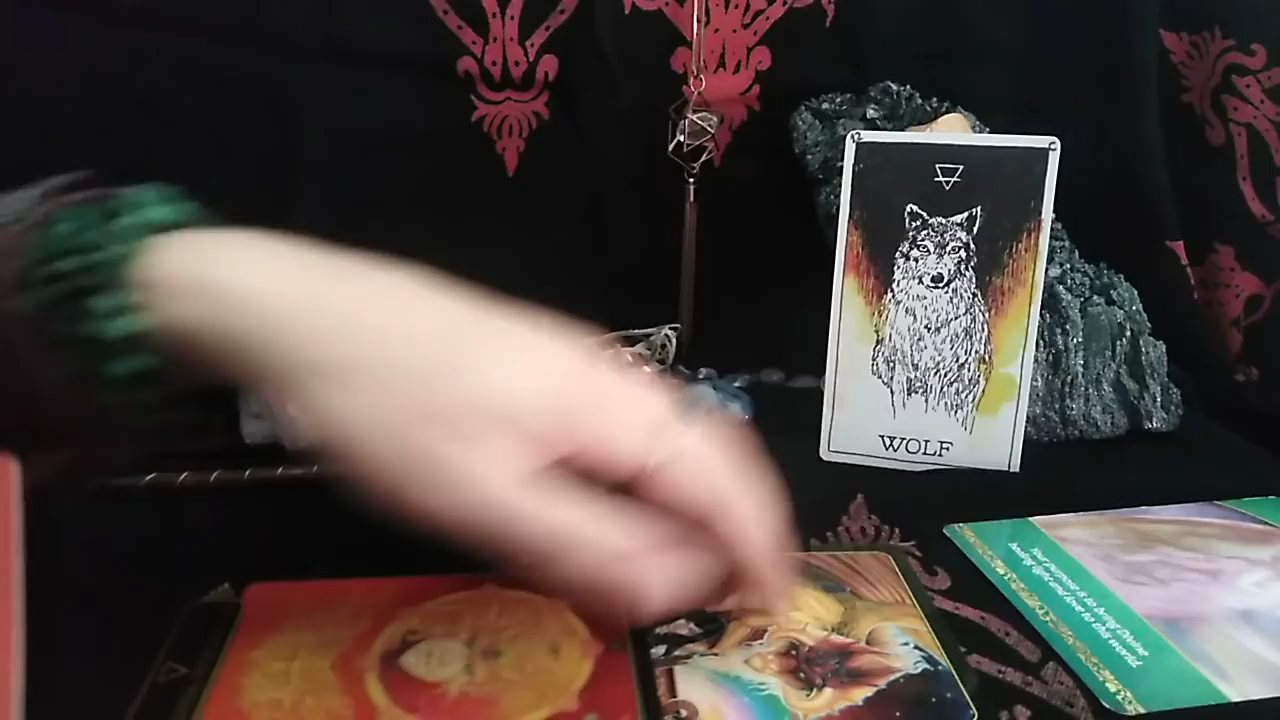 WOLF
Your purpose is to bring Divine
healing light and love to this world.